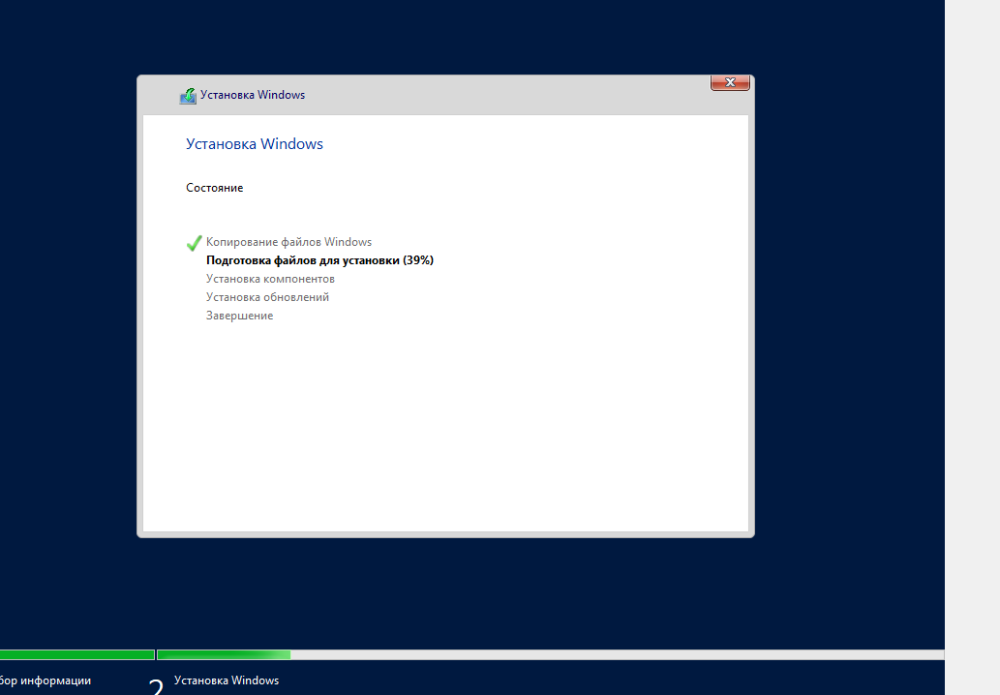 Установка Windows
Установка Windows
Состояние
Копирование файлов Windows
Подготовка файлов для установки (39%)
Установка компонентов
Установка обновлений
Завершение
бор информации
2 Установка Windows